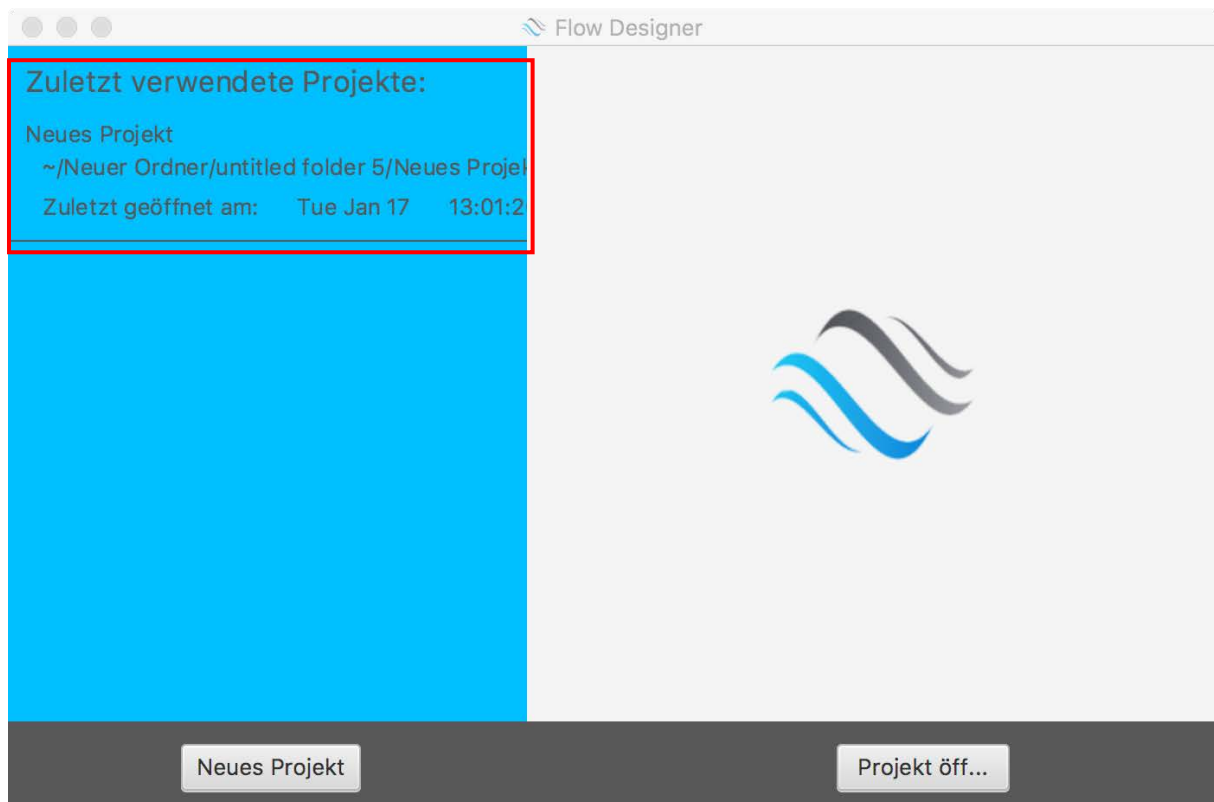 Flow Designer
Zuletzt verwendete Projekte:
Neues Projekt
~/Neuer Ordner/untitled folder 5/Neues Projek
Zuletzt geöffnet am: Tue Jan 17 13:01:2
Neues Projekt
Projekt öff...